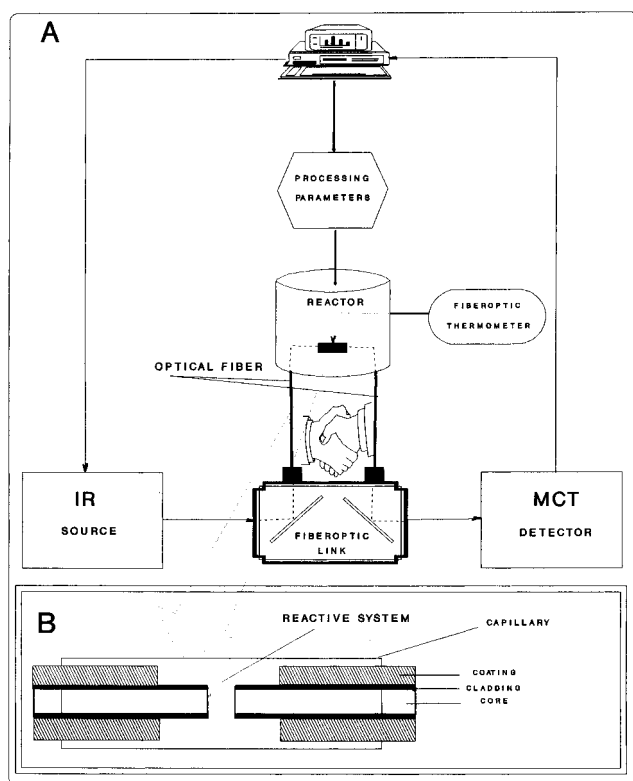 A
PROCESSING
PARAMETERS
REACTOR
FIBEROPTIC
THERMOMETER
OPTICAL FIBER
IR
SOURCE
FIBEROPTIC
LINK
MCT
DETECTOR
B
REACTIVE SYSTEM
CAPILLARY
COATING
CLADDING
CORE